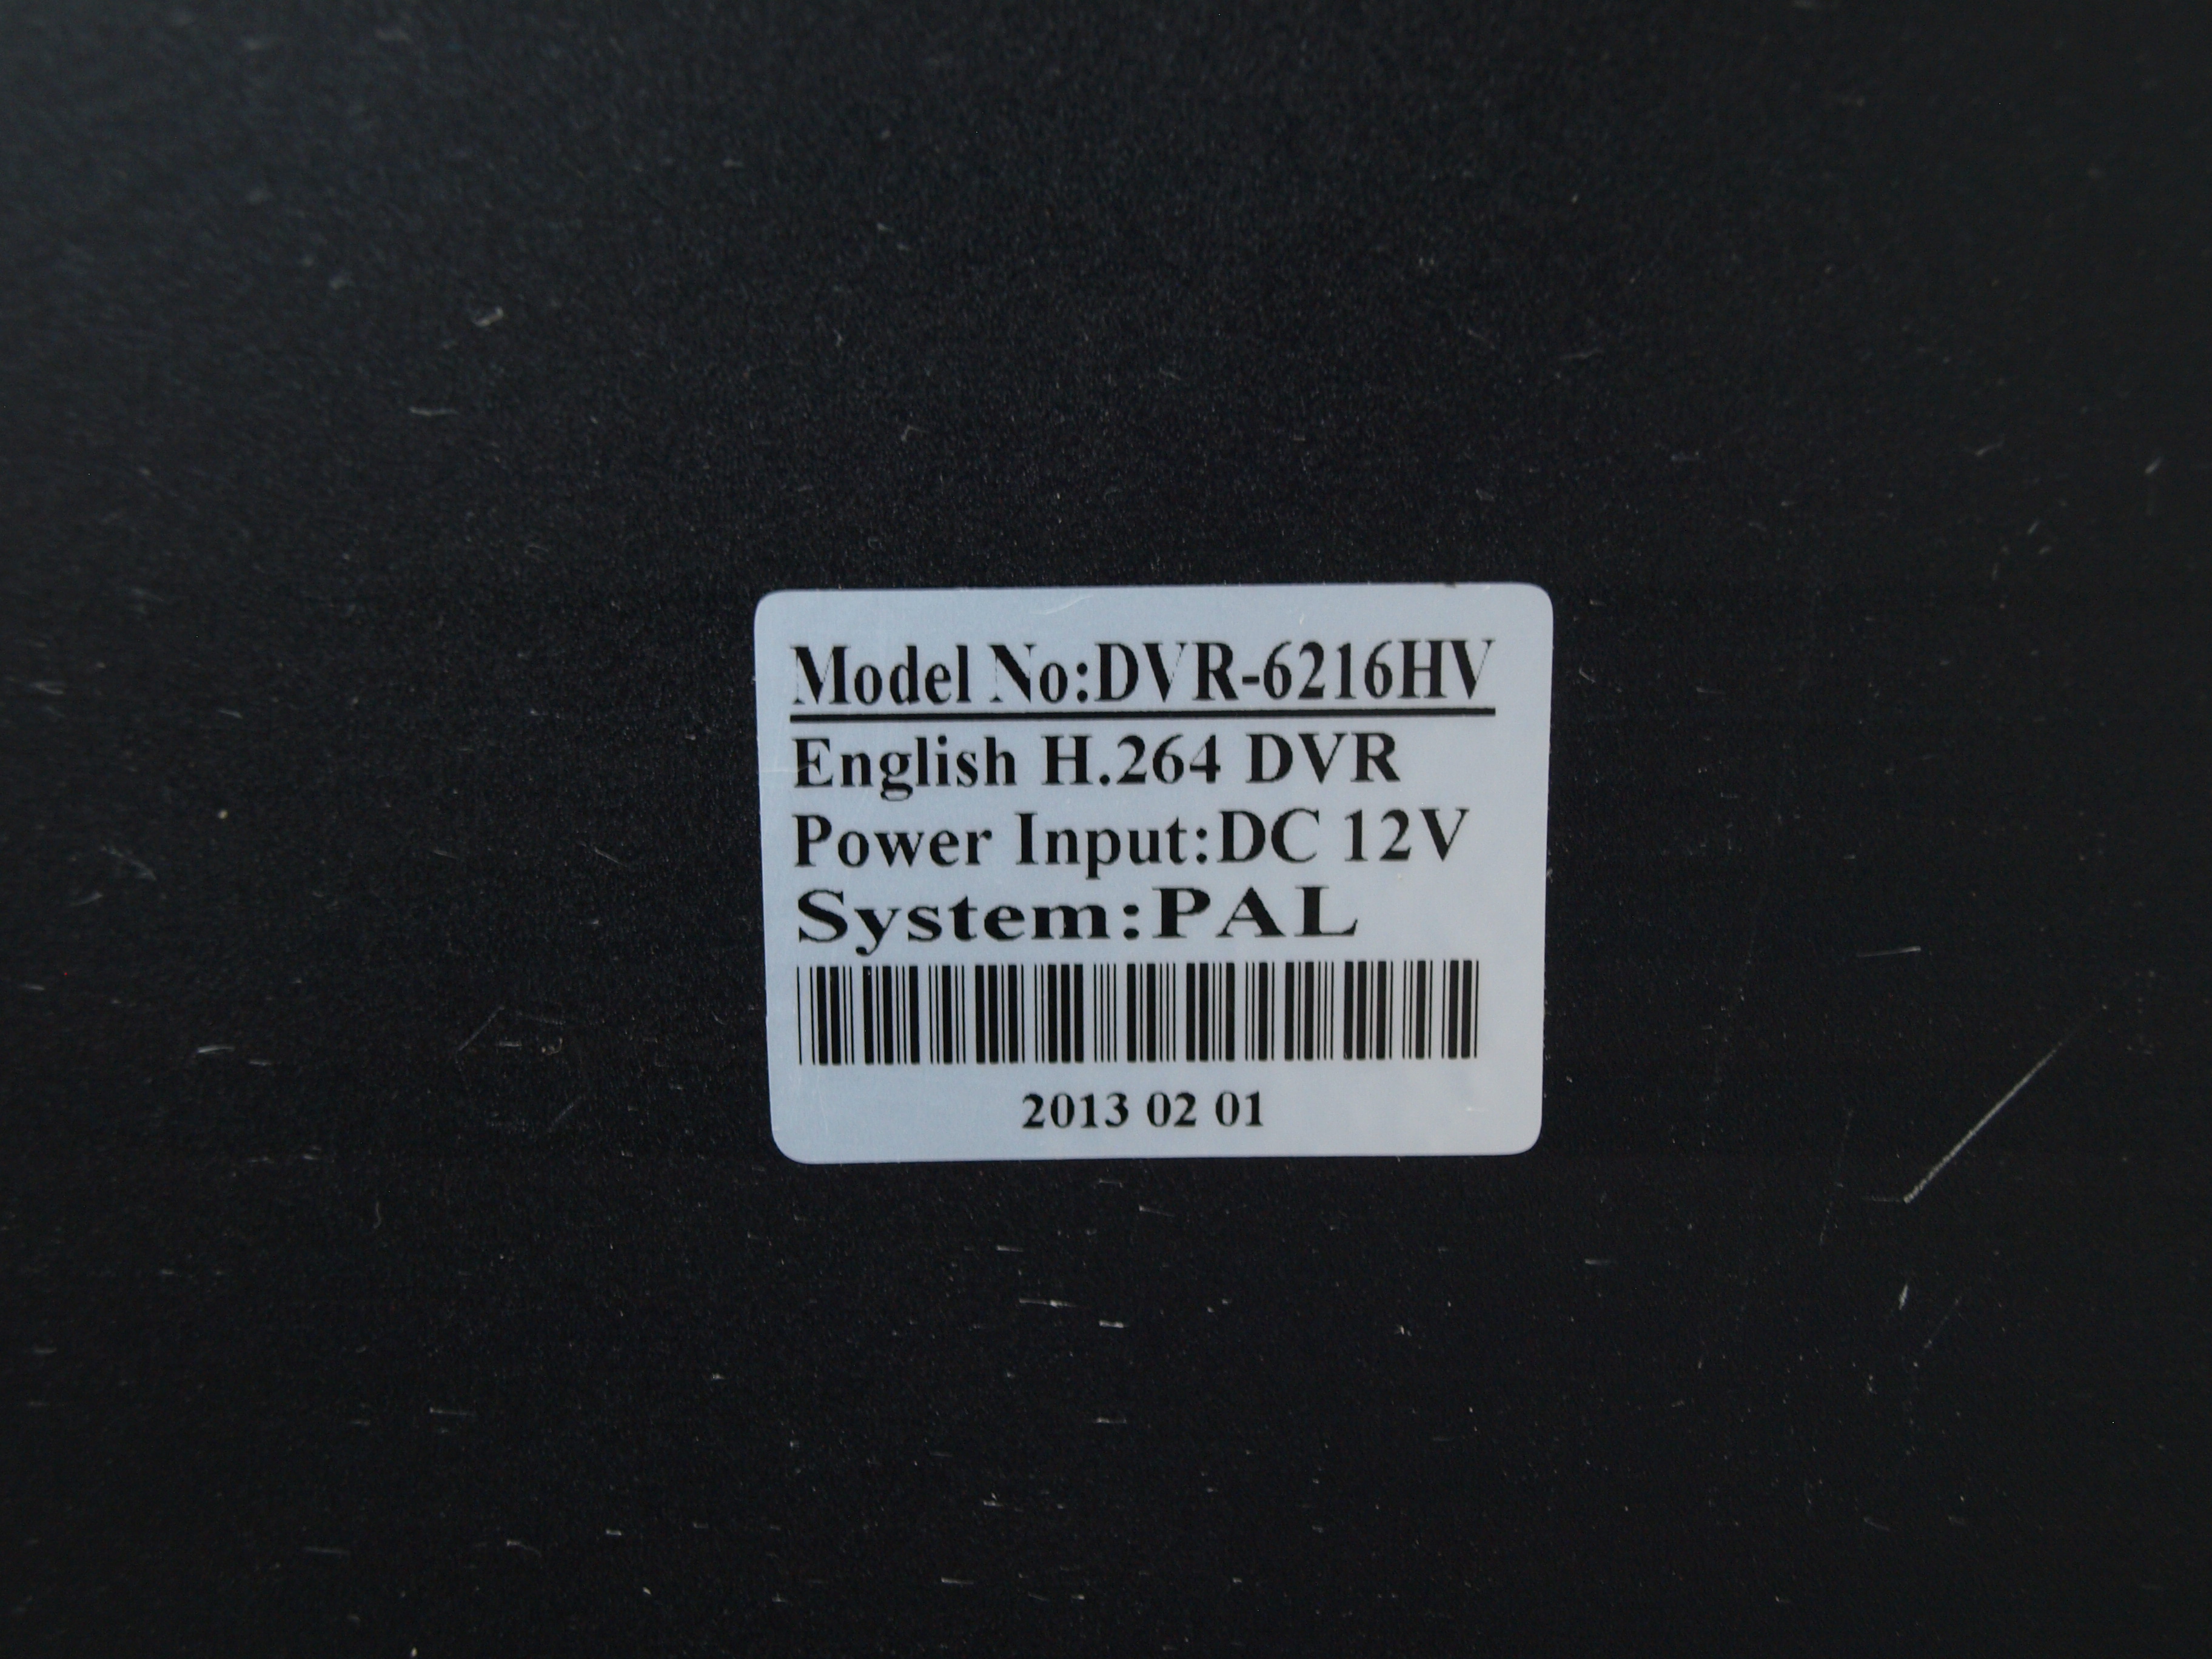 Model No:DVR-6216HV
English H.264 DVR
Power Input:DC 12V
System:PAL
2013 02 01